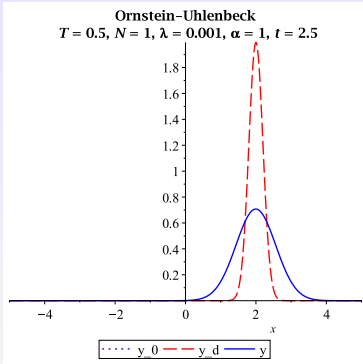 Ornstein-Uhlenbeck
T = 0.5, N = 1, λ = 0.001, α = 1, t = 2.5
1.8
1.6
1.4
1.2
1
0.8
0.6
0.4
0.2
−4 −2 0 2 4
x
y_0 y_d y